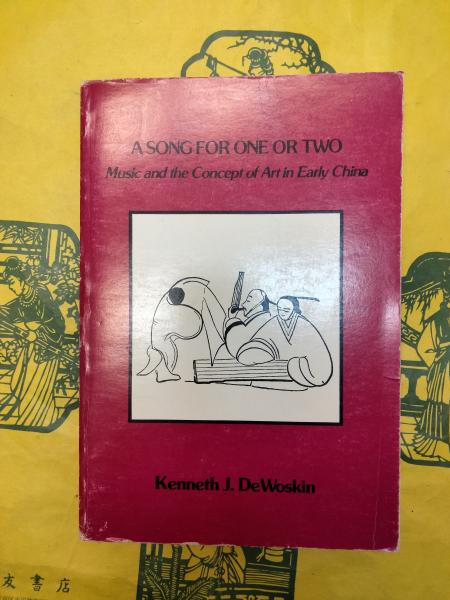 A SONG FOR ONE OR TWO
Music and the Concept of Art in Early China
Kenneth J. DeWoskin
友書店